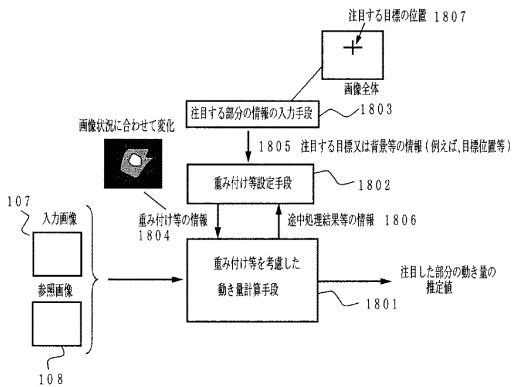 注目する目標の位置 1807
画像全体
注目する部分の情報の入力手段
1803
画像状況に合わせて変化
1805 注目する目標又は背景等の情報(例えば、目標位置等)
重み付け等設定手段
1802
重み付け等の情報
1804
途中処理結果等の情報 1806
107
入力画像
参照画像
108
重み付け等を考慮した
動き量計算手段
1801
注目した部分の動き量の
推定値